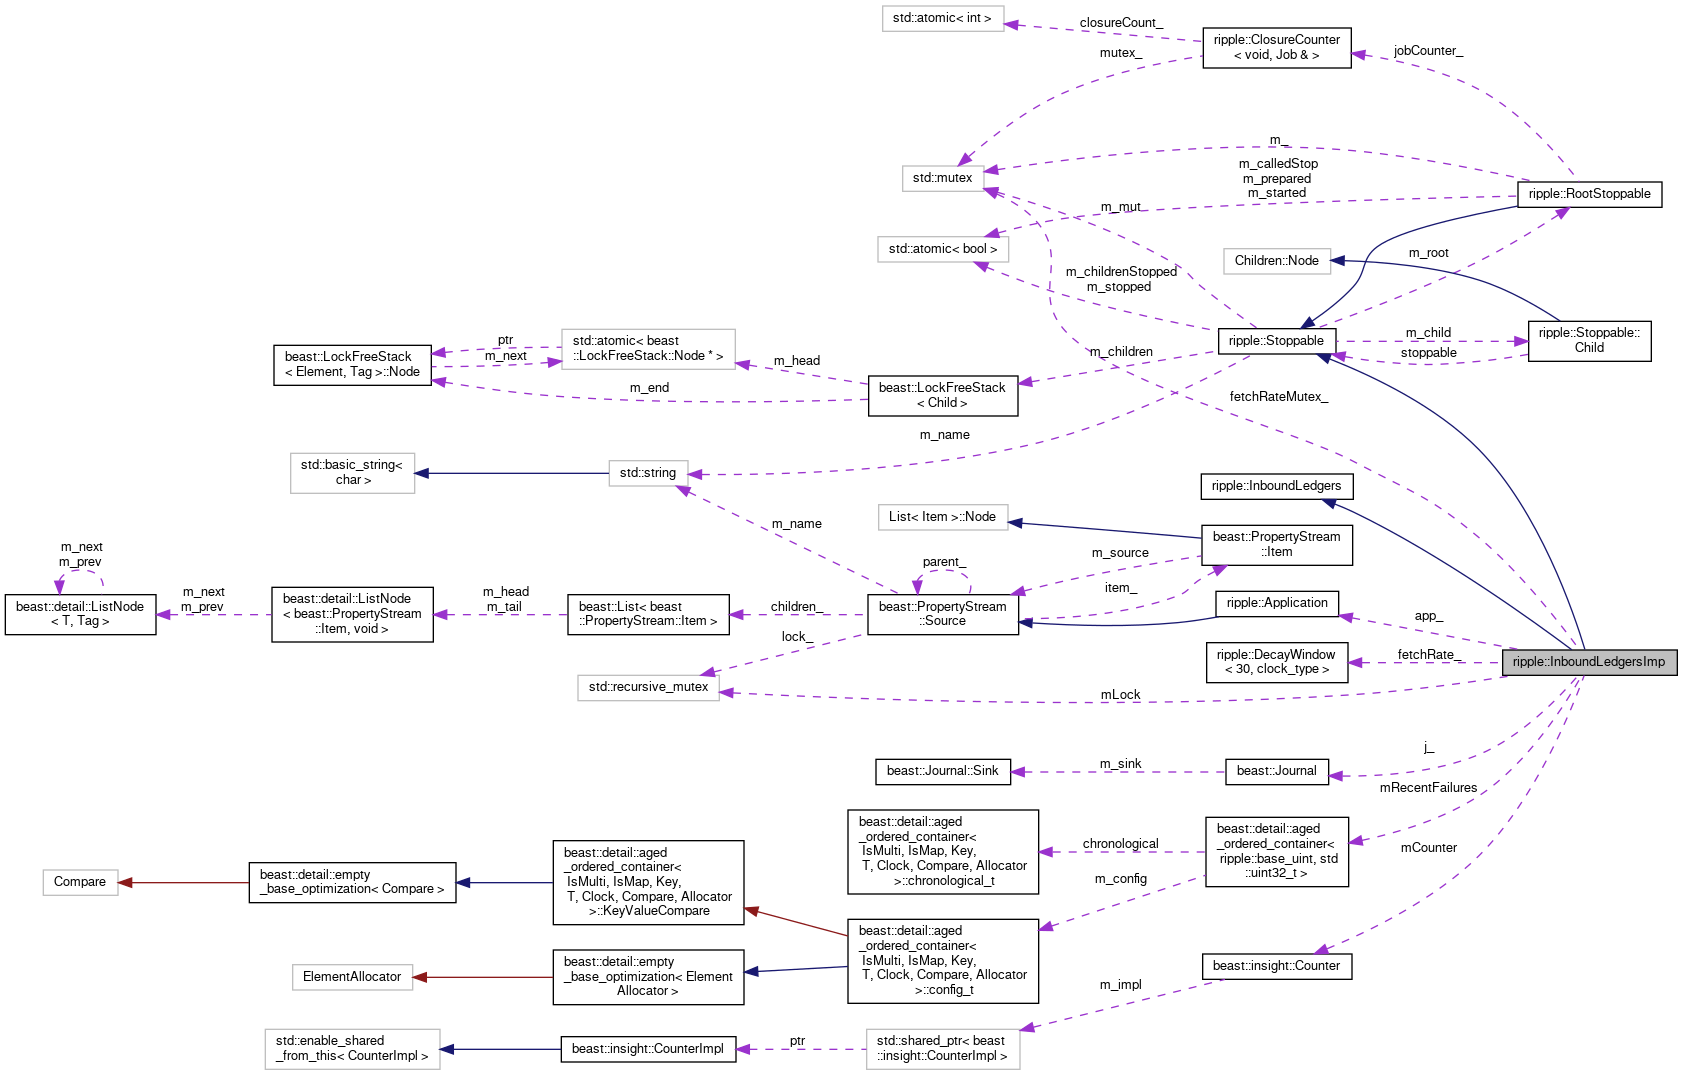 std::atomic< int >
closureCount_
ripple::ClosureCounter
< void, Job & >
jobCounter_
mutex_
m_
std::mutex
m_calledStop
m_prepared
m_started
ripple::RootStoppable
m_mut
std::atomic< bool >
Children::Node
m_root
m_childrenStopped
m_stopped
ptr
m_next
std::atomic< beast
::LockFreeStack::Node * >
beast::LockFreeStack
< Element, Tag >::Node
m_head
m_end
beast::LockFreeStack
< Child >
m_children
ripple::Stoppable
m_child
stoppable
ripple::Stoppable::
Child
fetchRateMutex_
m_name
std::basic_string<
char >
std::string
ripple::InboundLedgers
List< Item >::Node
m_name
beast::PropertyStream
::Item
m_source
item_
parent_
m_next
m_prev
beast::detail::ListNode
< T, Tag >
m_next
m_prev
beast::detail::ListNode
< beast::PropertyStream
::Item, void >
m_head
m_tail
beast::List< beast
::PropertyStream::Item >
children_
beast::PropertyStream
::Source
ripple::Application
app_
lock_
ripple::DecayWindow
< 30, clock_type >
fetchRate_
ripple::InboundLedgersImp
std::recursive_mutex
mLock
j_
beast::Journal::Sink
m_sink
beast::Journal
mRecentFailures
beast::detail::aged
_ordered_container<
IsMulti, IsMap, Key,
T, Clock, Compare, Allocator
>::chronological_t
chronological
beast::detail::aged
_ordered_container<
ripple::base_uint, std
::uint32_t >
mCounter
m_config
Compare
beast::detail::empty
_base_optimization< Compare >
beast::detail::aged
_ordered_container<
IsMulti, IsMap, Key,
T, Clock, Compare, Allocator
>::KeyValueCompare
beast::detail::aged
_ordered_container<
IsMulti, IsMap, Key,
T, Clock, Compare, Allocator
>::config_t
ElementAllocator
beast::detail::empty
_base_optimization< Element
Allocator >
beast::insight::Counter
m_impl
std::enable_shared
_from_this< CounterImpl >
beast::insight::CounterImpl
ptr
std::shared_ptr< beast
::insight::CounterImpl >